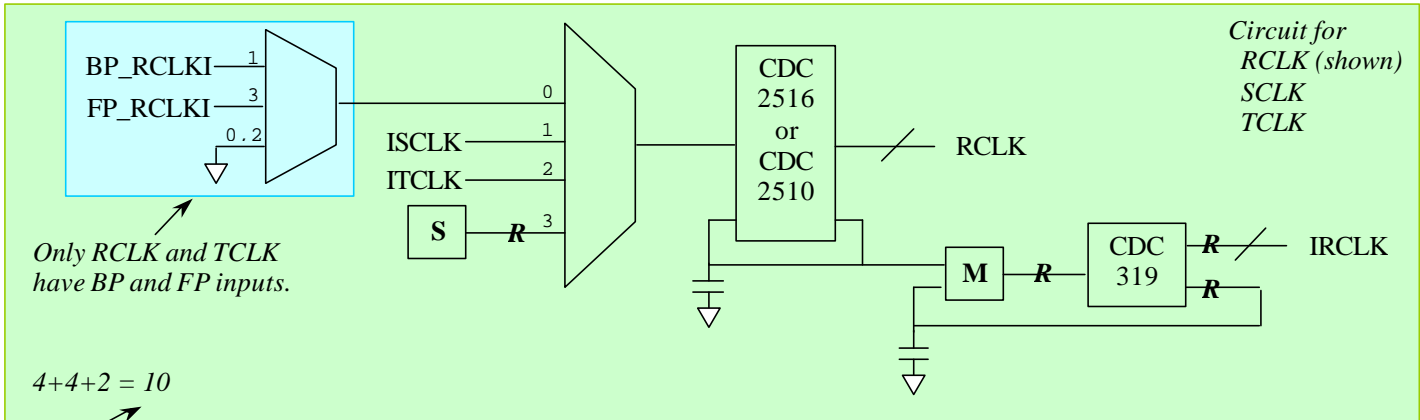 Circuit for
RCLK (shown)
SCLK
TCLK
BP_RCLKI
1
FP_RCLKI
3
0.2
0
ISCLK
1
ITCLK
2
S
R
3
CDC
2516
or
CDC
2510
RCLK
Only RCLK and TCLK
have BP and FP inputs.
M
R
CDC
319
R
IRCLK
R
4+4+2 = 10